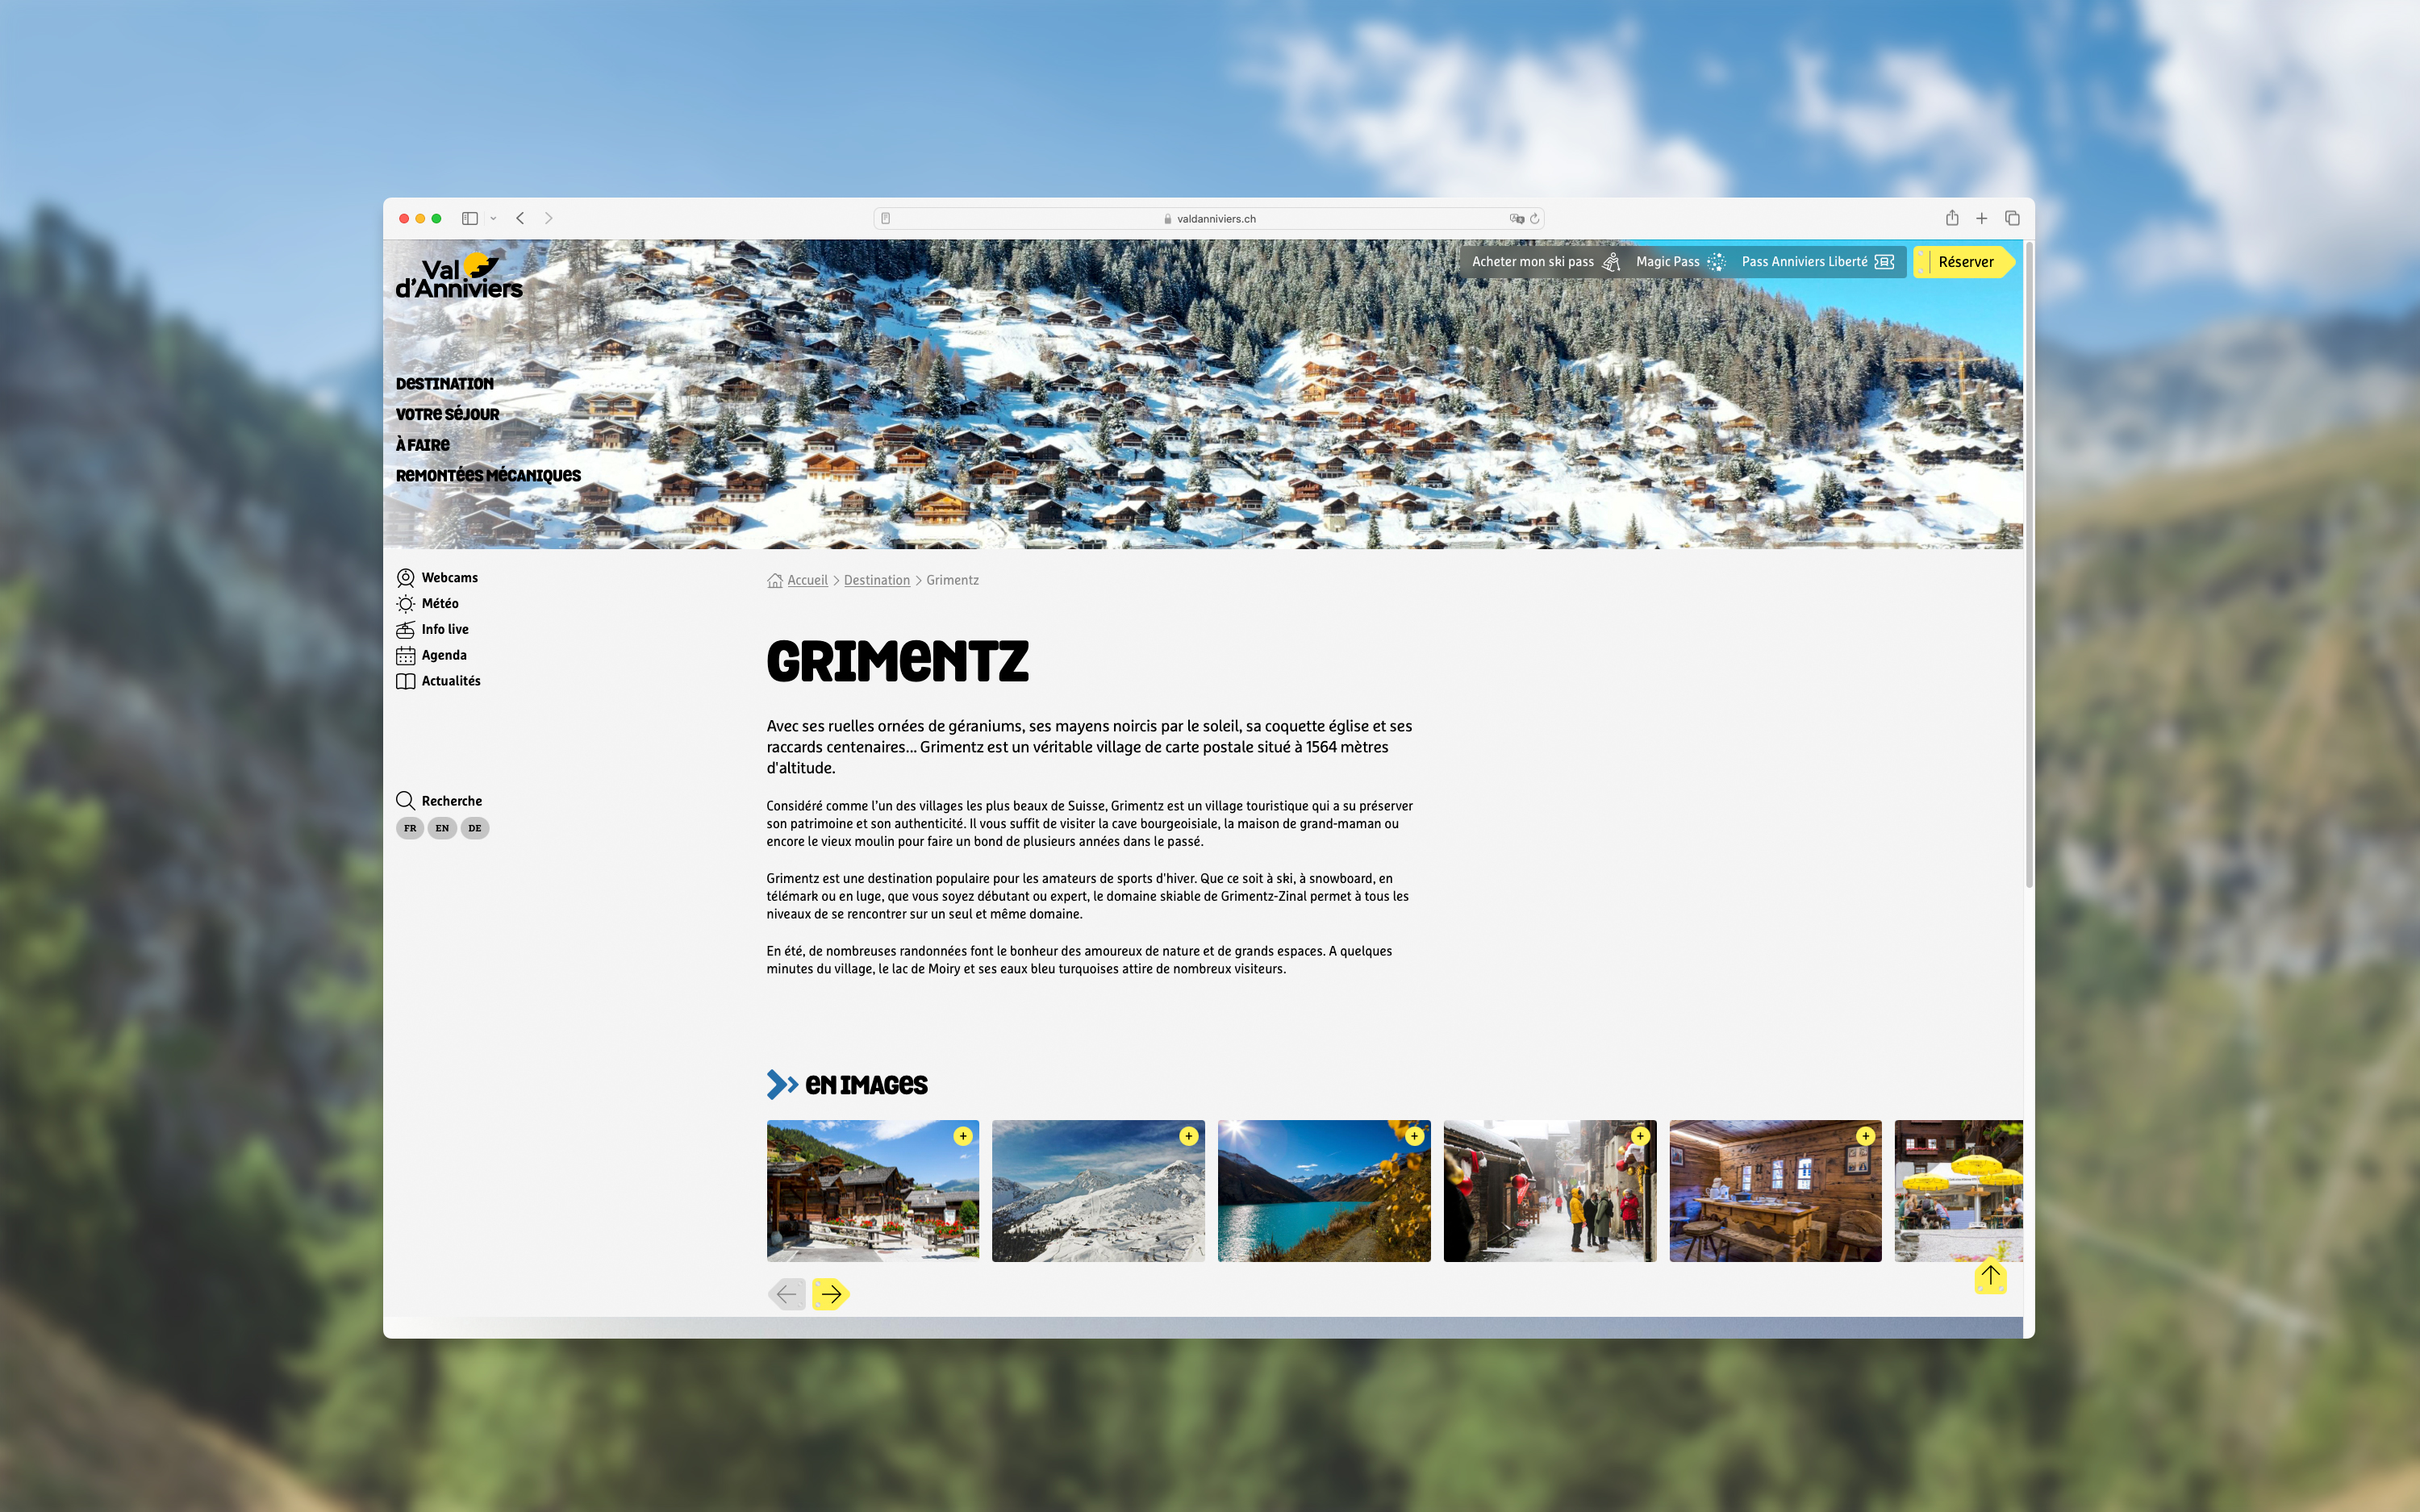 valdanniviers.ch
Val
d'Anniviers
Acheter mon ski pass
Magic Pass
Pass Anniviers Liberté
Réserver
DESTINATION
VOTRE SÉJOUR
À FAIRE
REMONTÉES MÉCANIQUES
Webcams
Météo
Info live
Agenda
Actualités
Recherche
FR EN DE
Accueil > Destination > Grimentz
GRIMENTZ
Avec ses ruelles ornées de géraniums, ses mayens noircis par le soleil, sa coquette église et ses
raccards centenaires... Grimentz est un véritable village de carte postale situé à 1564 mètres
d'altitude.
Considéré comme l'un des villages les plus beaux de Suisse, Grimentz est un village touristique qui a su préserver
son patrimoine et son authenticité. Il vous suffit de visiter la cave bourgeoisiale, la maison de grand-maman ou
encore le vieux moulin pour faire un bond de plusieurs années dans le passé.
Grimentz est une destination populaire pour les amateurs de sports d'hiver. Que ce soit à ski, à snowboard, en
télémark ou en luge, que vous soyez débutant ou expert, le domaine skiable de Grimentz-Zinal permet à tous les
niveaux de se rencontrer sur un seul et même domaine.
En été, de nombreuses randonnées font le bonheur des amoureux de nature et de grands espaces. A quelques
minutes du village, le lac de Moiry et ses eaux bleu turquoises attire de nombreux visiteurs.
EN IMAGES